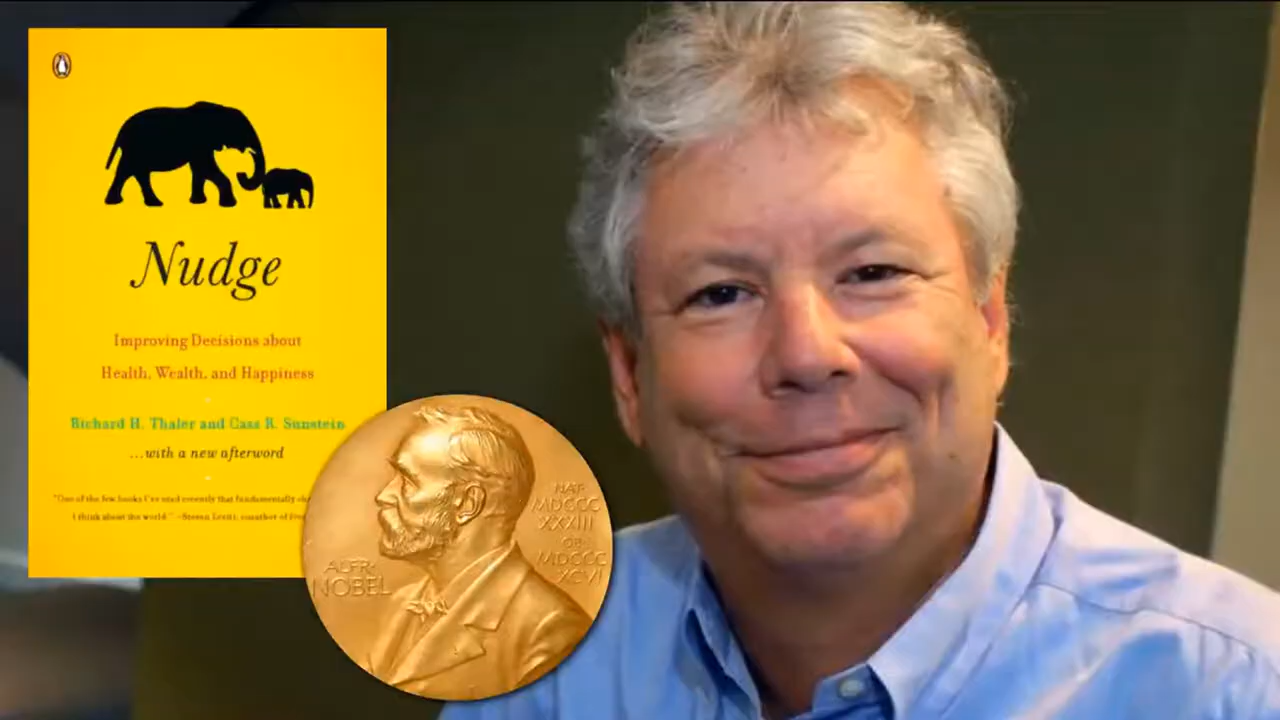 Nudge
Improving Decisions about
Health, Wealth, and Happiness
Richard H. Thaler and Cass R. Sunstein
...with a new afterword
"One of the few books I've read recently that fundamentally
I think about the world." —Steven Levitt, coauthor of
ALFR·
NOBEL
NAT·
MDCCC
XXXIII
OB·
MDCCC
XCVI